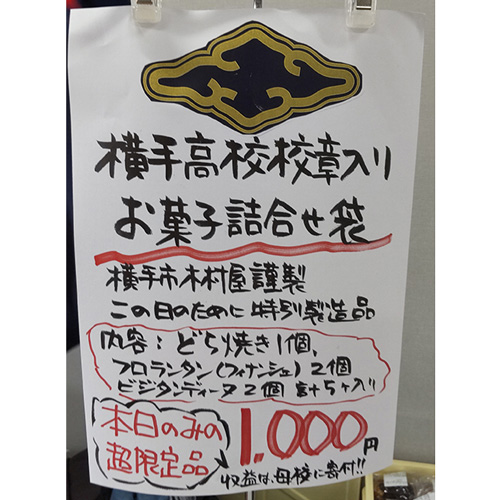 横手高校校章入り
お菓子詰合せ袋
横手市木村屋謹製
この日のために特別製造品
内容：どら焼き1個、
フロランタン(フィナンシェ)2個
ビジタンディーヌ2個 計5ヶ入り
本日のみの
超限定品
1.000円
収益は、母校に寄付!!